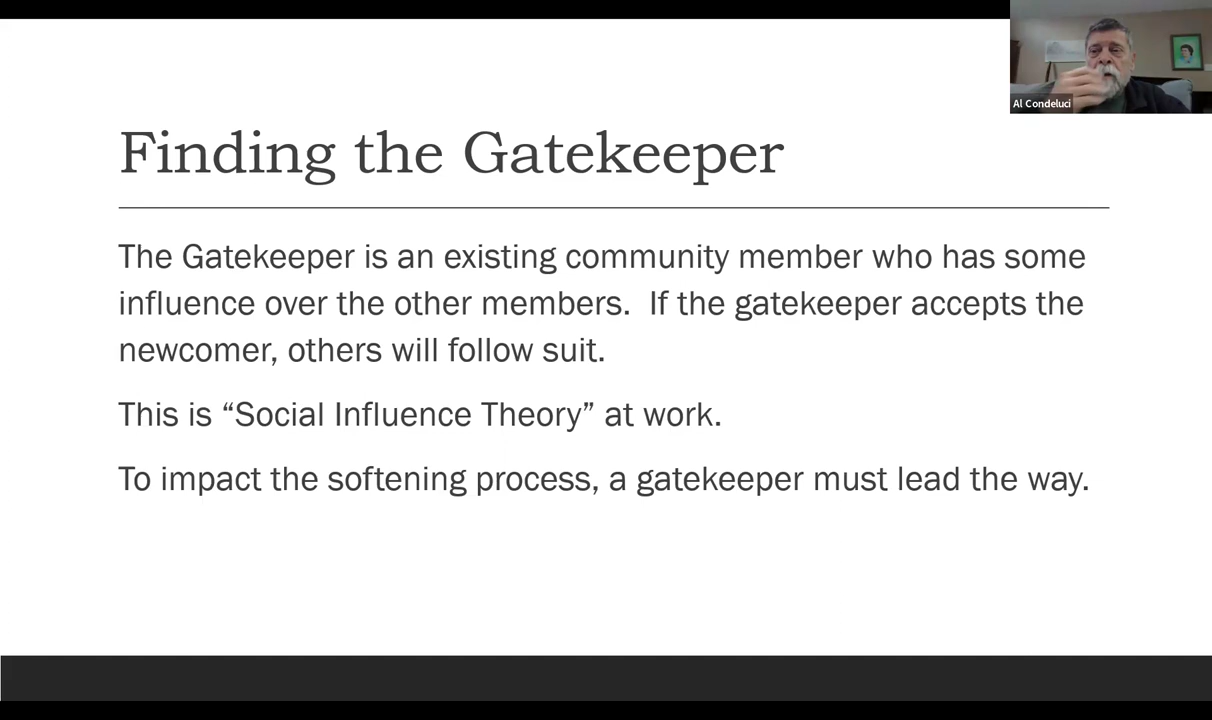 Al Condeluci
Finding the Gatekeeper
The Gatekeeper is an existing community member who has some
influence over the other members.  If the gatekeeper accepts the
newcomer, others will follow suit.
This is “Social Influence Theory” at work.
To impact the softening process, a gatekeeper must lead the way.